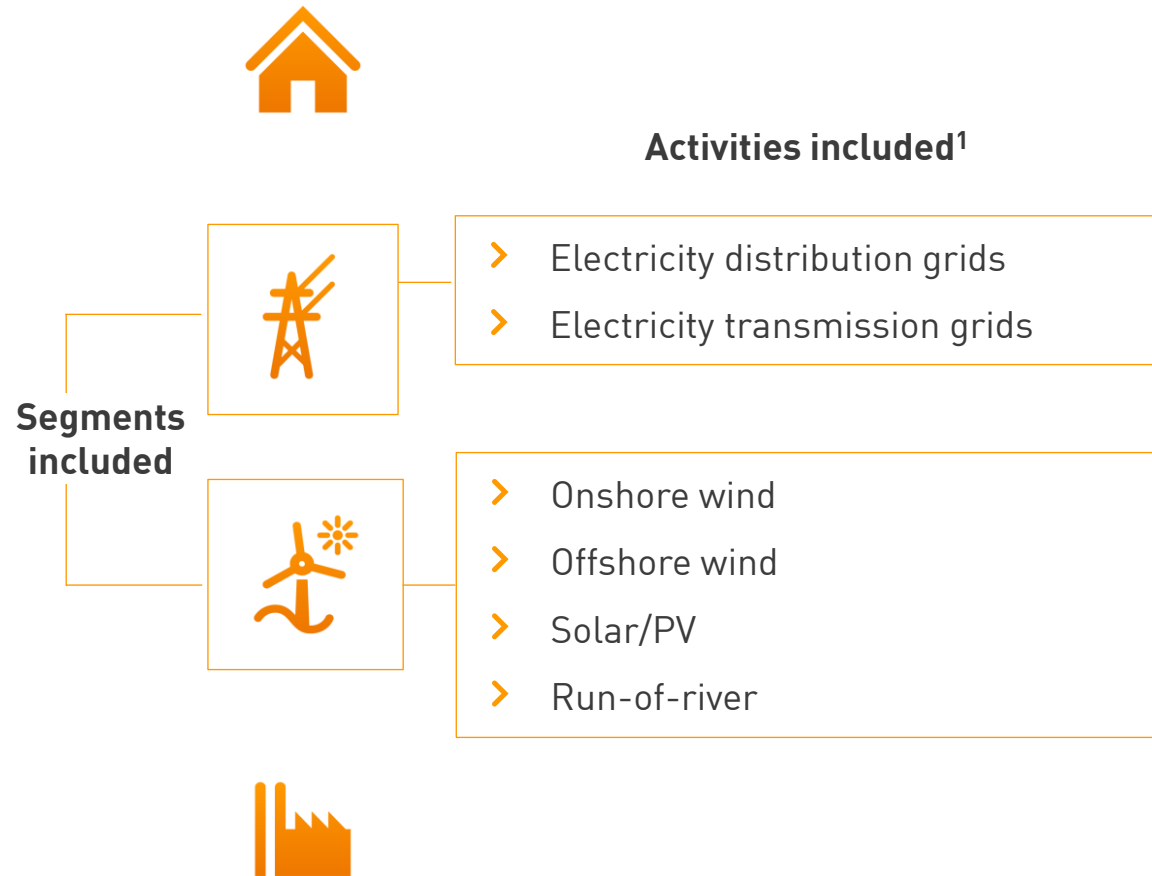 Activities included¹
Electricity distribution grids
Electricity transmission grids
Segments
included
Onshore wind
Offshore wind
Solar/PV
Run-of-river